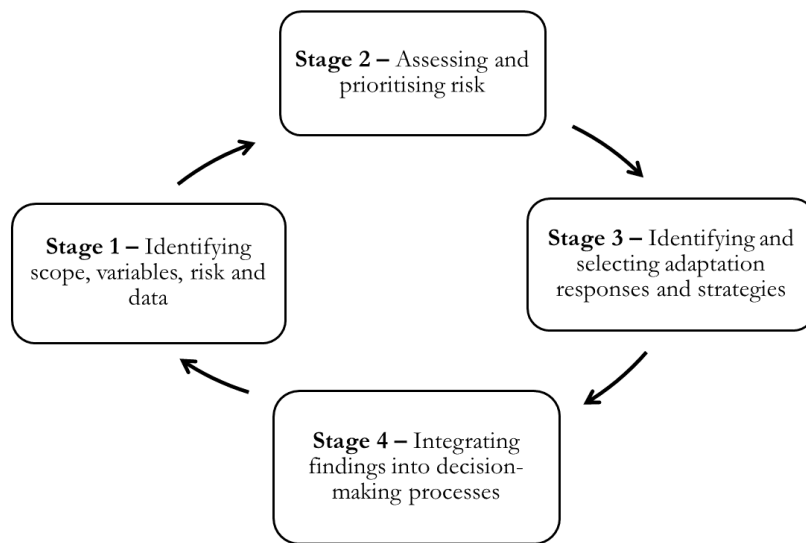 Stage 2 – Assessing and
prioritising risk
Stage 1 – Identifying
scope, variables, risk and
data
Stage 3 – Identifying and
selecting adaptation
responses and strategies
Stage 4 – Integrating
findings into decision-
making processes